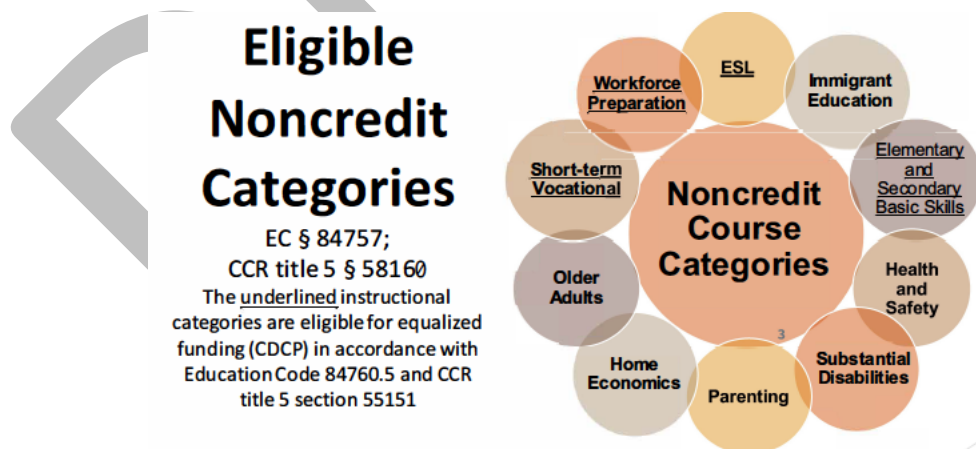 Eligible
Noncredit
Categories
EC § 84757;
CCR title 5 § 58160
The underlined instructional
categories are eligible for equalized
funding (CDCP) in accordance with
Education Code 84760.5 and CCR
title 5 section 55151
ESL
Immigrant
Education
Elementary
and
Secondary
Basic Skills
Health
and
Safety
Substantial
Disabilities
Parenting
Home
Economics
Older
Adults
Short-term
Vocational
Workforce
Preparation
Noncredit
Course
Categories
3